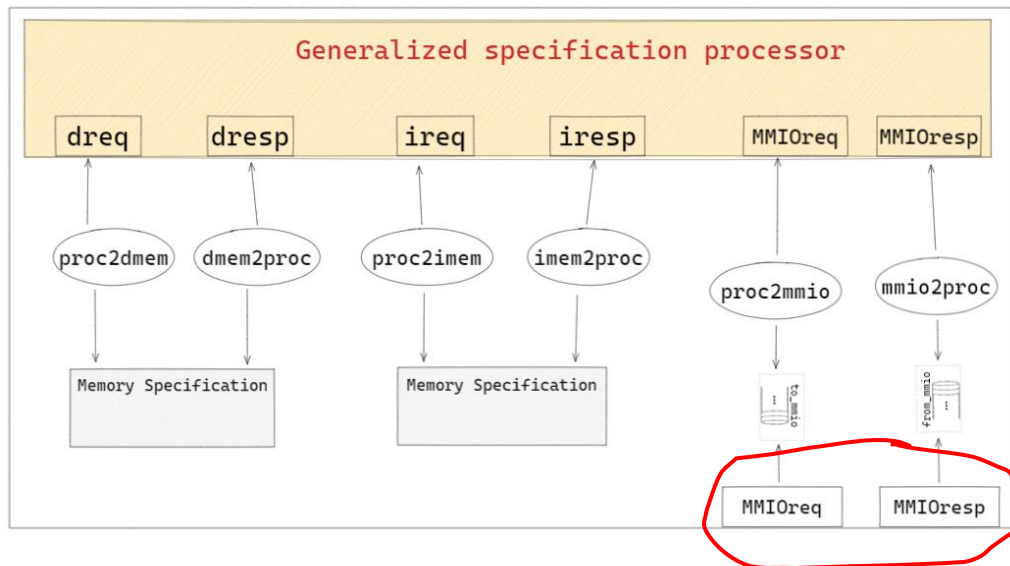 Generalized specification processor
dreq
dresp
ireq
iresp
MMIOreq
MMIOresp
proc2dmem
dmem2proc
proc2imem
imem2proc
proc2mmio
mmio2proc
Memory Specification
Memory Specification
to_mmio
...
from_mmio
...
MMIOreq
MMIOresp